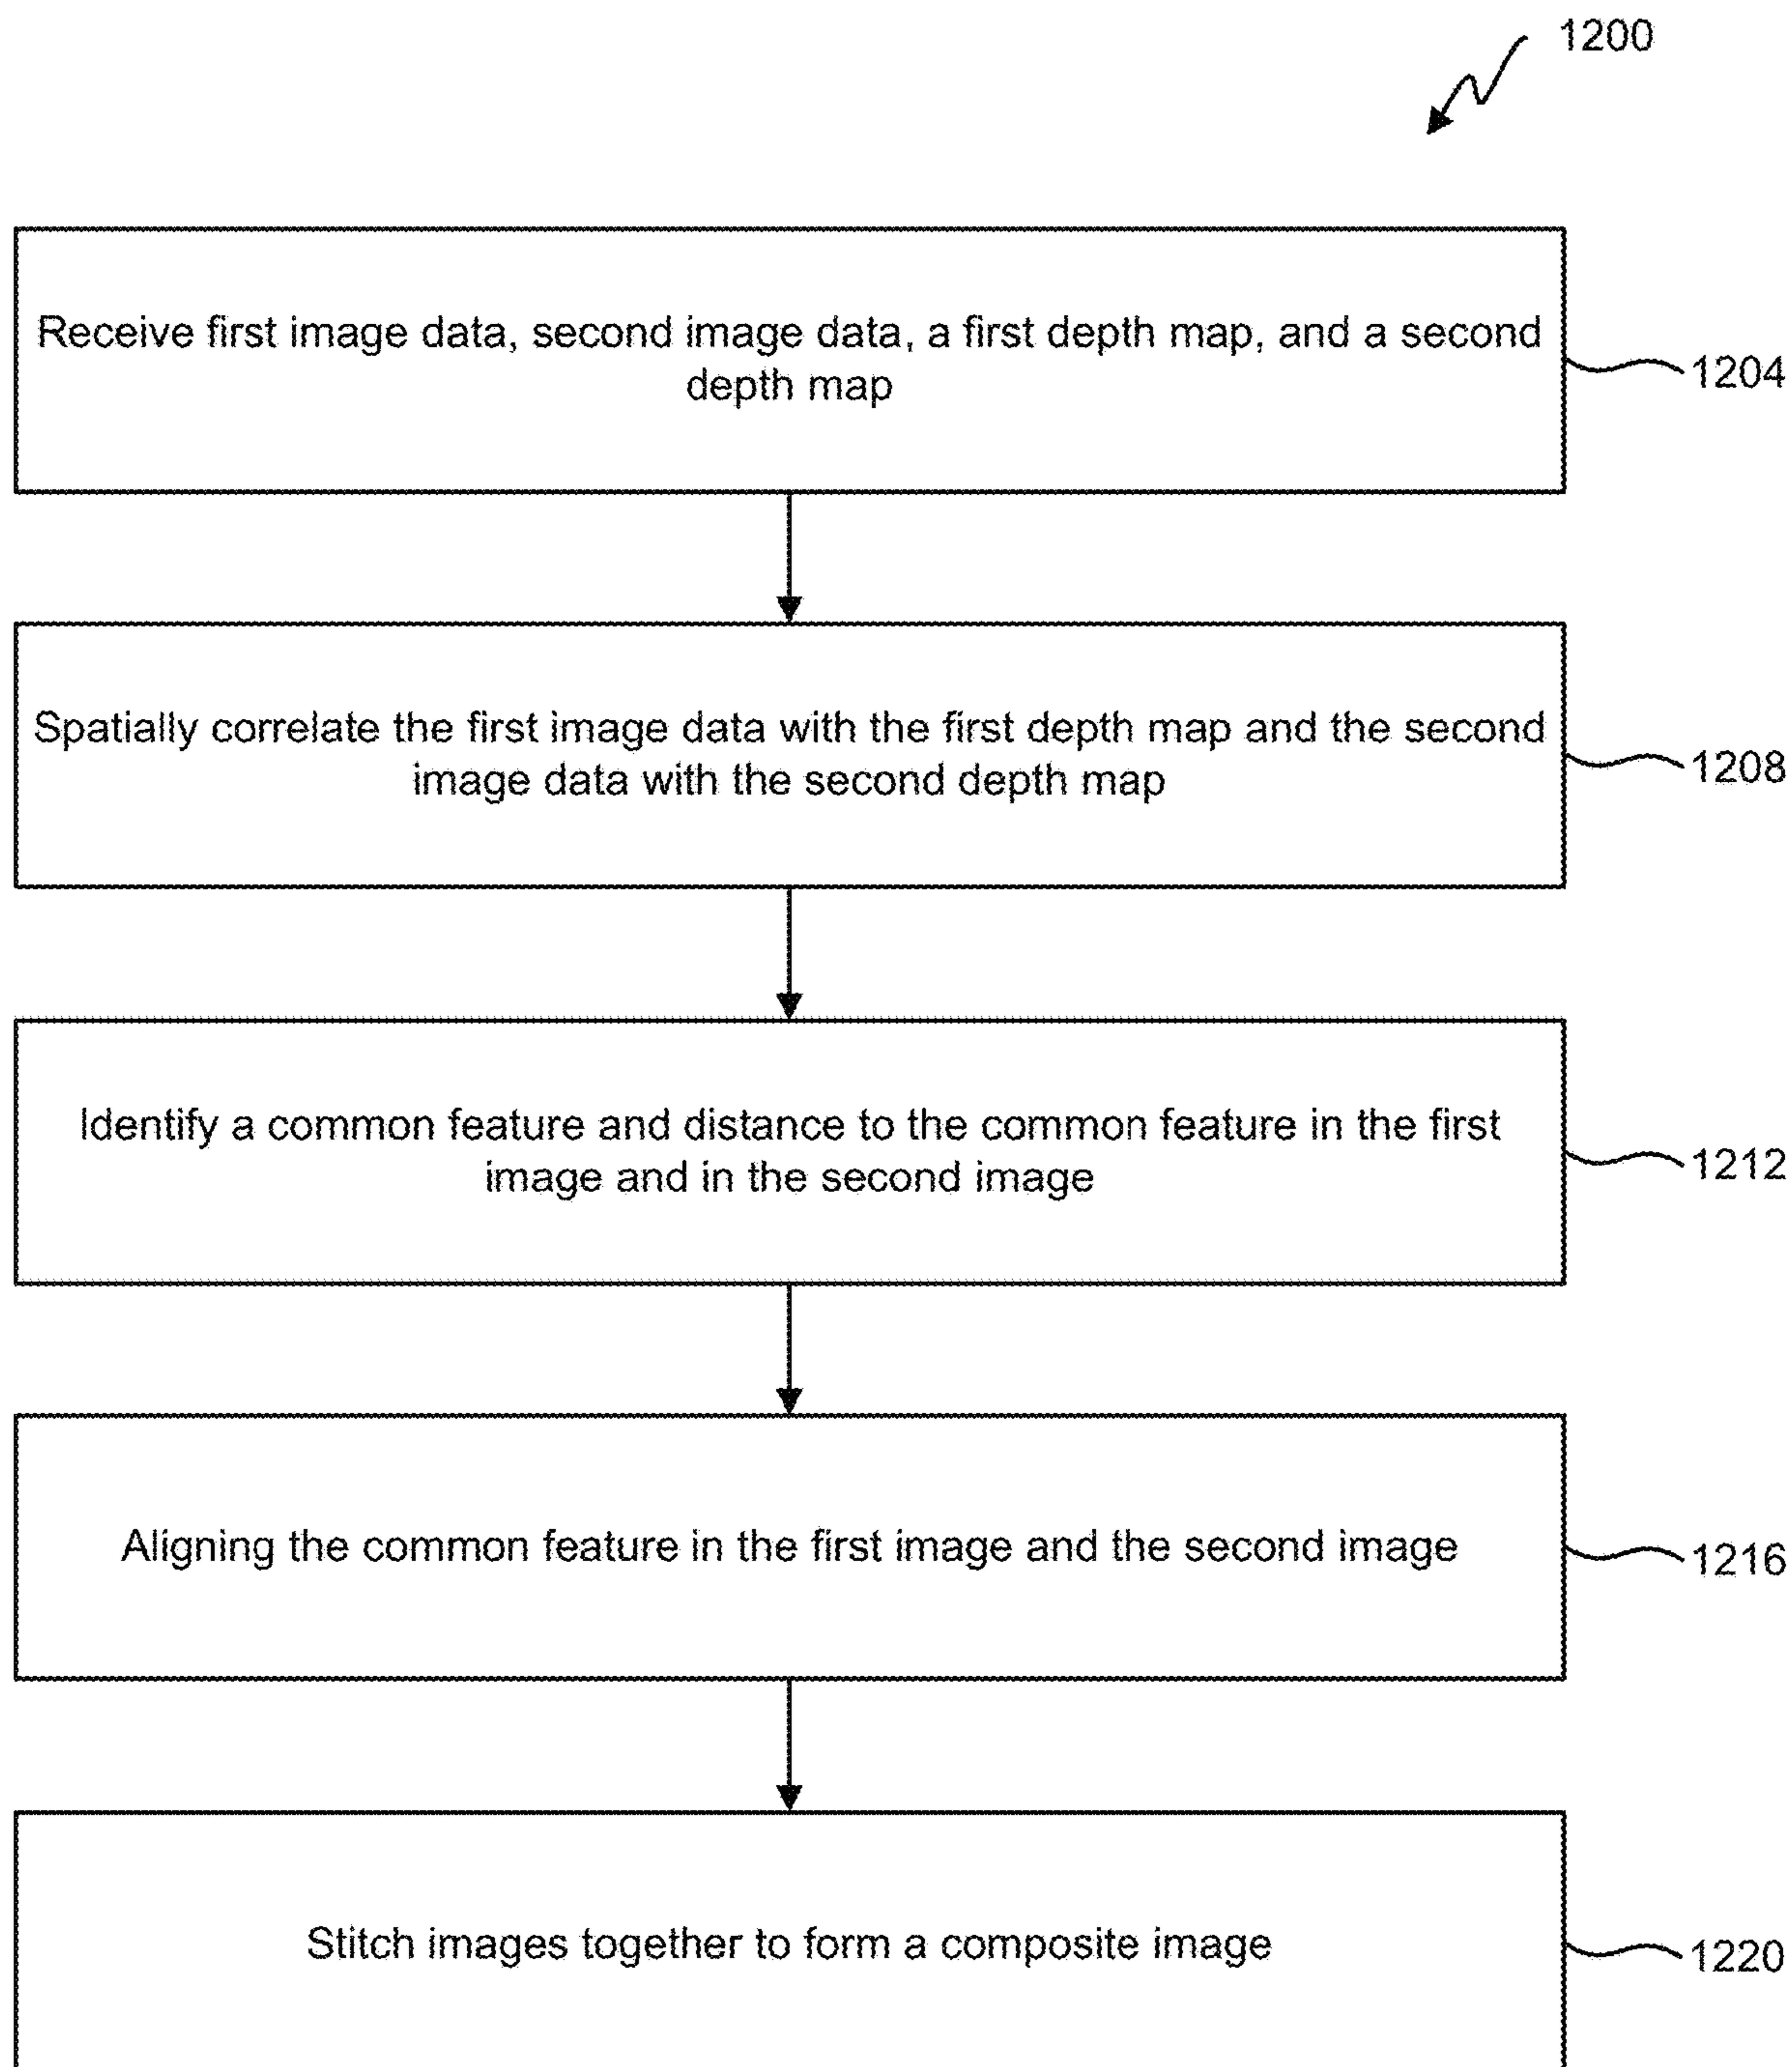 1200
Receive first image data, second image data, a first depth map, and a second
depth map
1204
Spatially correlate the first image data with the first depth map and the second
image data with the second depth map
1208
Identify a common feature and distance to the common feature in the first
image and in the second image
1212
Aligning the common feature in the first image and the second image
1216
Stitch images together to form a composite image
1220